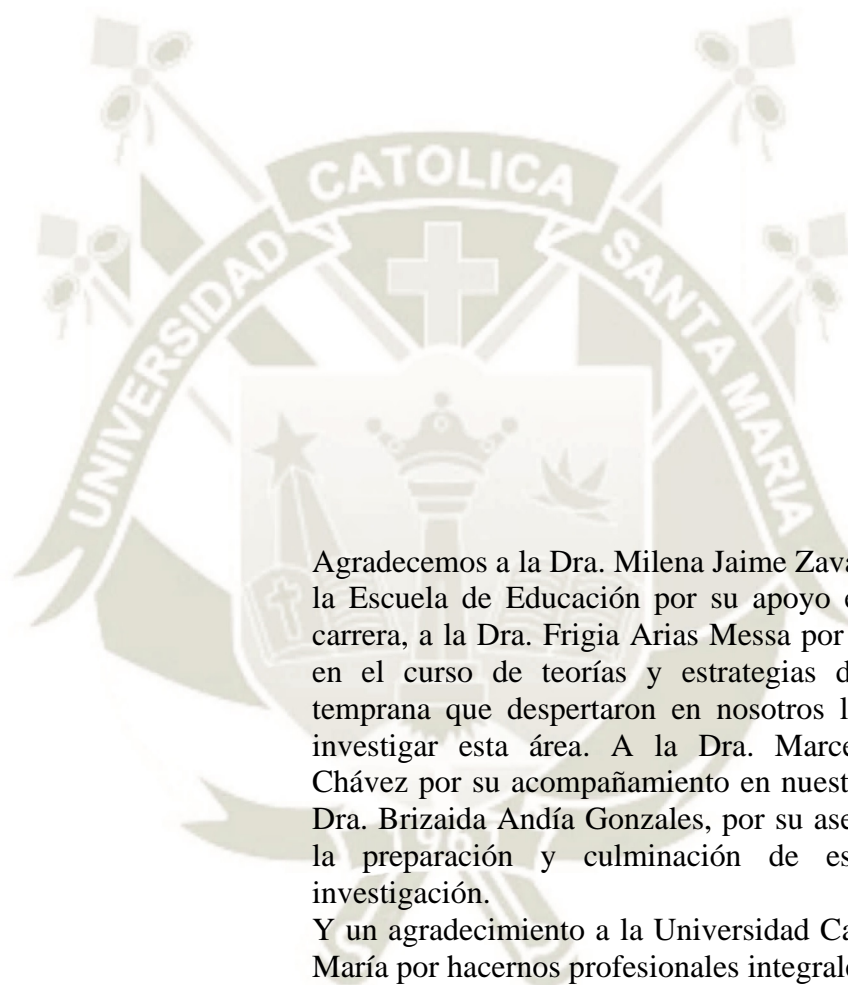 UNIVERSIDAD CATOLICA SANTA MARIA
Agradecemos a la Dra. Milena Jaime Zava
la Escuela de Educación por su apoyo e
carrera, a la Dra. Frigia Arias Messa por
en el curso de teorías y estrategias d
temprana que despertaron en nosotros l
investigar esta área. A la Dra. Marce
Chávez por su acompañamiento en nuest
Dra. Brizaida Andía Gonzales, por su ase
la preparación y culminación de es
investigación.
Y un agradecimiento a la Universidad Ca
María por hacernos profesionales integrale